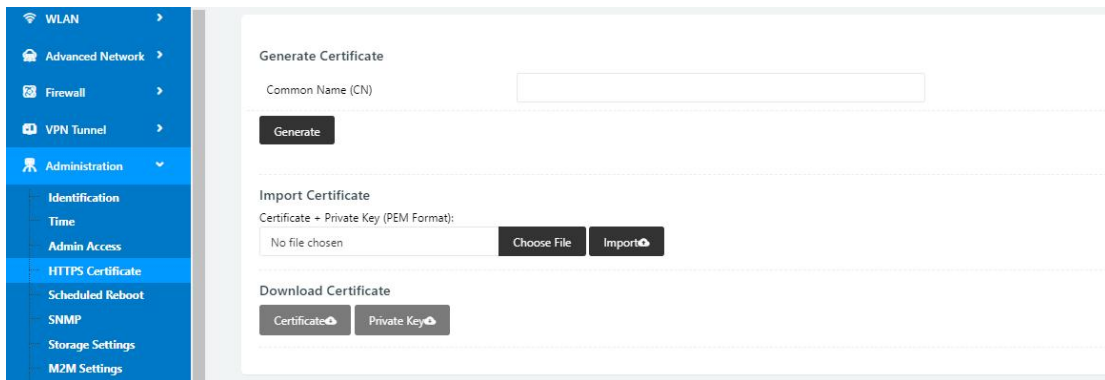 WLAN
Advanced Network
Firewall
VPN Tunnel
Administration
Identification
Time
Admin Access
HTTPS Certificate
Scheduled Reboot
SNMP
Storage Settings
M2M Settings
Generate Certificate
Common Name (CN)
Generate
Import Certificate
Certificate + Private Key (PEM Format):
No file chosen Choose File Import
Download Certificate
Certificate Private Key